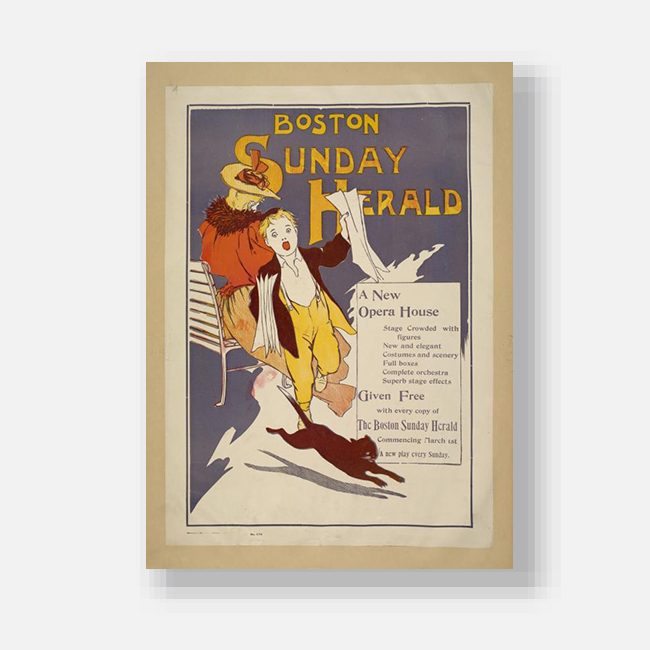 BOSTON
SUNDAY
HERALD
A New
Opera House
Stage Crowded with
figures
New and elegant
Costumes and scenery
Full boxes
Complete orchestra
Superb stage effects
Given Free
with every copy of
The Boston Sunday Herald
Commencing March 1st
A new play every Sunday.